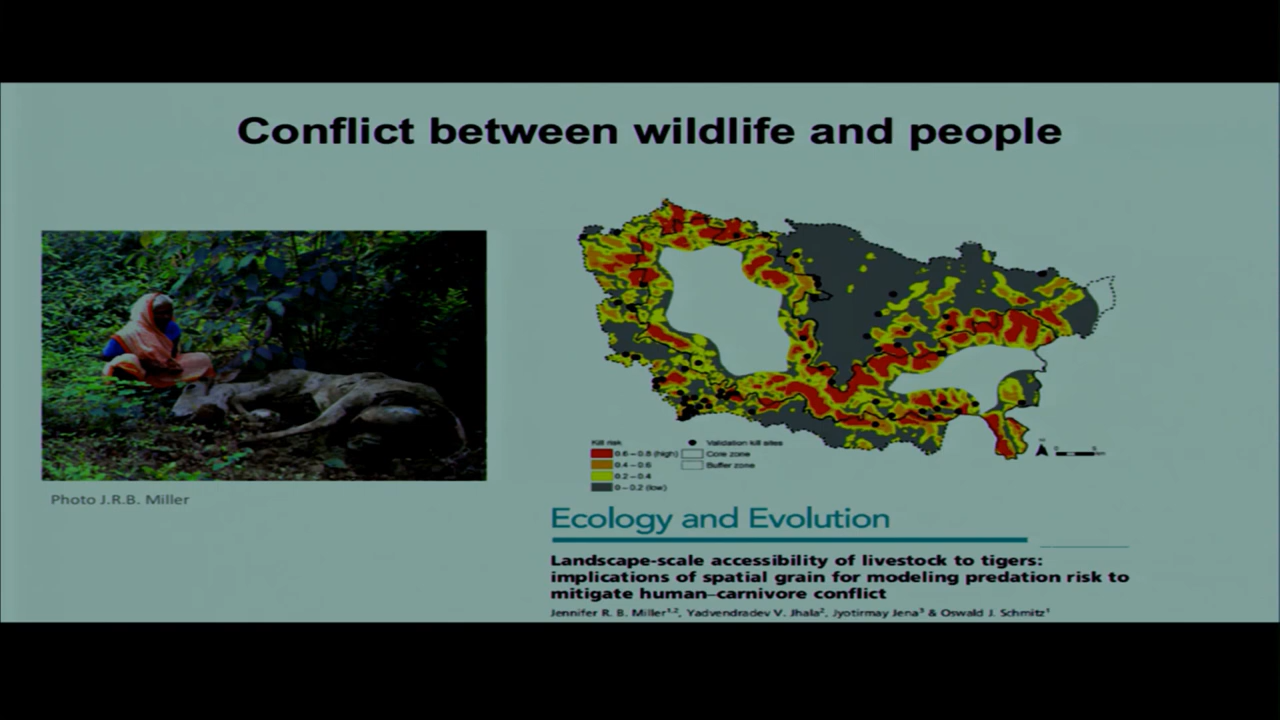 Conflict between wildlife and people
Photo J.R.B. Miller
Kill risk
0.6 – 0.8 (high)
0.4 – 0.6
0.2 – 0.4
0 – 0.2 (low)
Validation kill sites
Core zone
Buffer zone
Ecology and Evolution
Landscape-scale accessibility of livestock to tigers:
implications of spatial grain for modeling predation risk to
mitigate human–carnivore conflict
Jennifer R. B. Miller¹,², Yadvendradev V. Jhala², Jyotirmay Jena³ & Oswald J. Schmitz¹